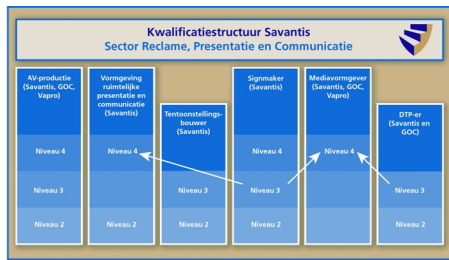 Kwalificatiestructuur Savantis
Sector Reclame, Presentatie en Communicatie
AV-productie
(Savantis, GOC,
Vapro)
Niveau 4
Niveau 3
Niveau 2
Vormgeving
ruimtelijke
presentatie en
communicatie
(Savantis)
Niveau 4
Niveau 3
Niveau 2
Tentoonstellings-
bouwer
(Savantis)
Niveau 3
Niveau 2
Signmaker
(Savantis)
Niveau 4
Niveau 3
Niveau 2
Mediavormgever
(Savantis, GOC,
Vapro)
Niveau 4
DTP-er
(Savantis en
GOC)
Niveau 3
Niveau 2